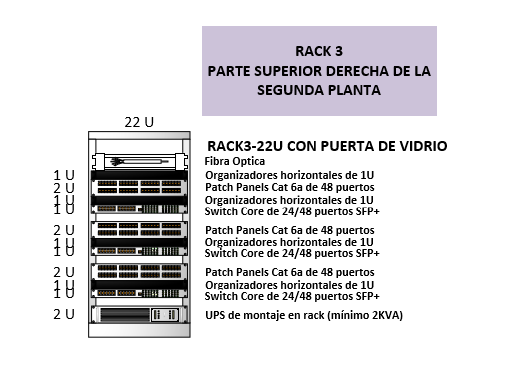 RACK 3
PARTE SUPERIOR DERECHA DE LA
SEGUNDA PLANTA
22 U
RACK3-22U CON PUERTA DE VIDRIO
Fibra Optica
1 U Organizadores horizontales de 1U
2 U Patch Panels Cat 6a de 48 puertos
1 U Organizadores horizontales de 1U
1 U Switch Core de 24/48 puertos SFP+
2 U Patch Panels Cat 6a de 48 puertos
1 U Organizadores horizontales de 1U
1 U Switch Core de 24/48 puertos SFP+
2 U Patch Panels Cat 6a de 48 puertos
1 U Organizadores horizontales de 1U
1 U Switch Core de 24/48 puertos SFP+
2 U UPS de montaje en rack (mínimo 2KVA)